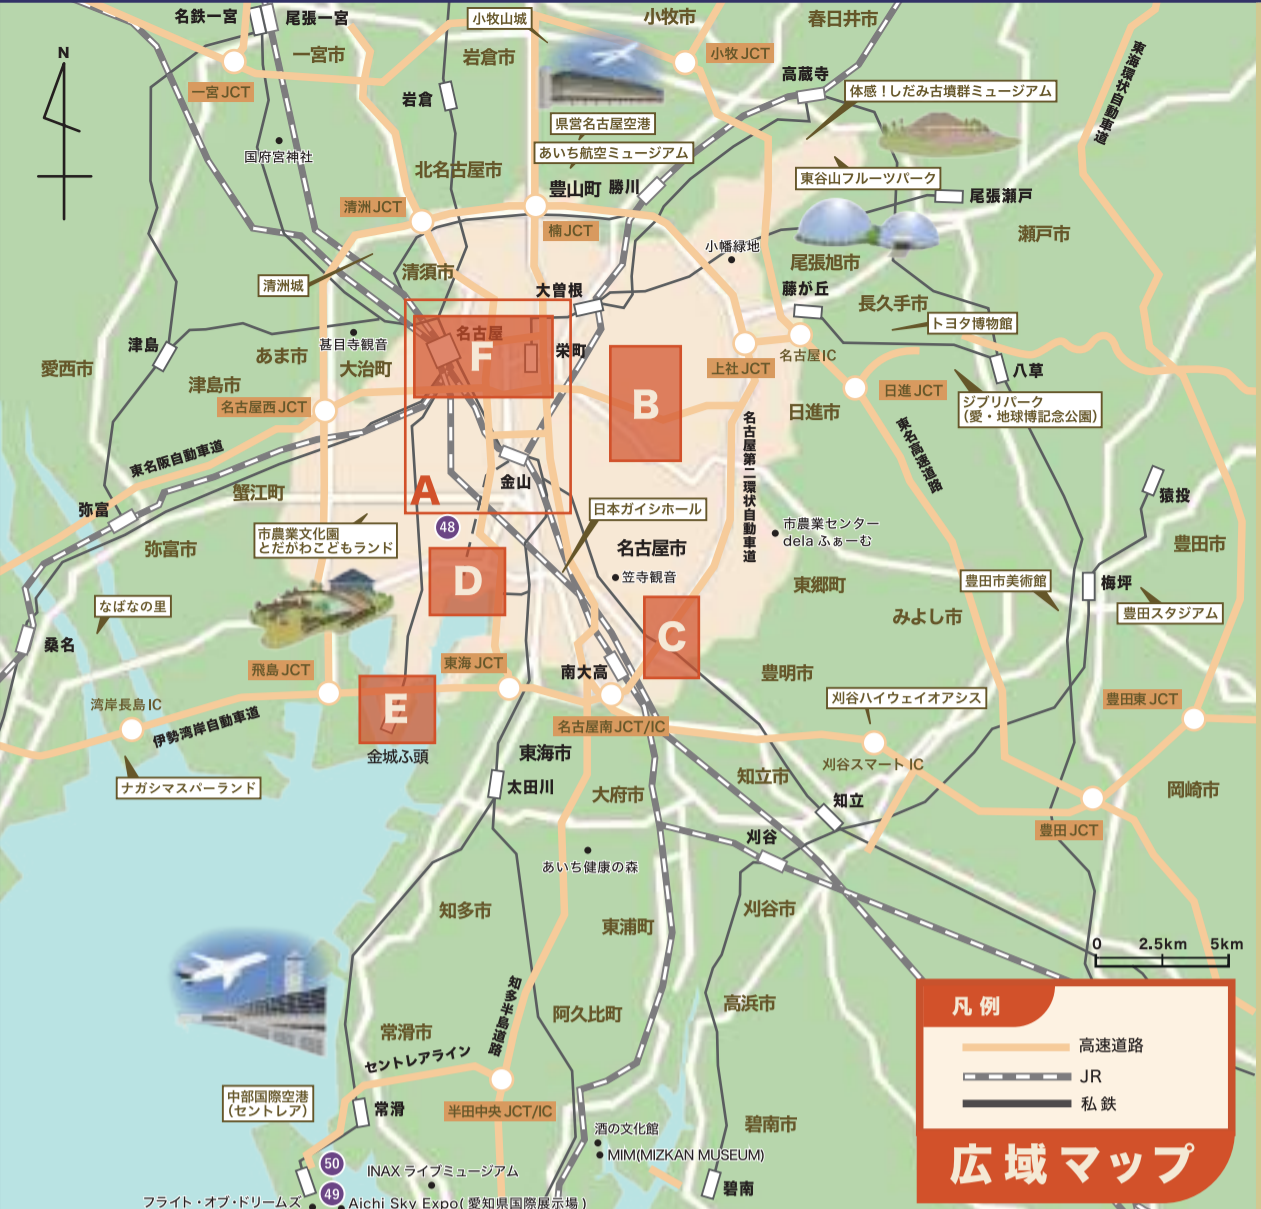 名鉄一宮
尾張一宮
小牧山城
小牧市
春日井市
N
一宮市
岩倉市
小牧JCT
高蔵寺
東海環状自動車道
一宮JCT
岩倉
体感!しだみ古墳群ミュージアム
県営名古屋空港
国府宮神社
あいち航空ミュージアム
北名古屋市
東谷山フルーツパーク
豊山町
勝川
尾張瀬戸
清洲JCT
楠JCT
瀬戸市
小幡緑地
清須市
尾張旭市
清洲城
大曽根
藤が丘
長久手市
トヨタ博物館
名古屋
津島
甚目寺観音
あま市
大治町
F
栄町
名古屋IC
愛西市
上社JCT
八草
津島市
日進JCT
名古屋西JCT
B
日進市
ジブリパーク
(愛・地球博記念公園)
名古屋第二環状自動車道
東名高速道路
東名阪自動車道
金山
A
蟹江町
猿投
弥富
日本ガイシホール
48
市農業センター
dela ふぁーむ
市農業文化園
とだがわこどもランド
弥富市
名古屋市
豊田市
D
笠寺観音
東郷町
豊田市美術館
梅坪
なばなの里
みよし市
豊田スタジアム
桑名
C
飛島JCT
東海JCT
南大高
豊明市
湾岸長島IC
刈谷ハイウェイオアシス
豊田東JCT
E
伊勢湾岸自動車道
名古屋南JCT/IC
金城ふ頭
東海市
刈谷スマートIC
知立市
ナガシマスパーランド
太田川
大府市
知立
岡崎市
豊田JCT
刈谷
あいち健康の森
知多市
刈谷市
東浦町
0 2.5km 5km
知多半島道路
高浜市
凡例
阿久比町
常滑市
高速道路
セントレアライン
JR
中部国際空港
(セントレア)
常滑
私鉄
半田中央JCT/IC
碧南市
酒の文化館
MIM(MIZKAN MUSEUM)
広域マップ
50
INAX ライブミュージアム
碧南
49
フライト・オブ・ドリームズ
Aichi Sky Expo(愛知県国際展示場)